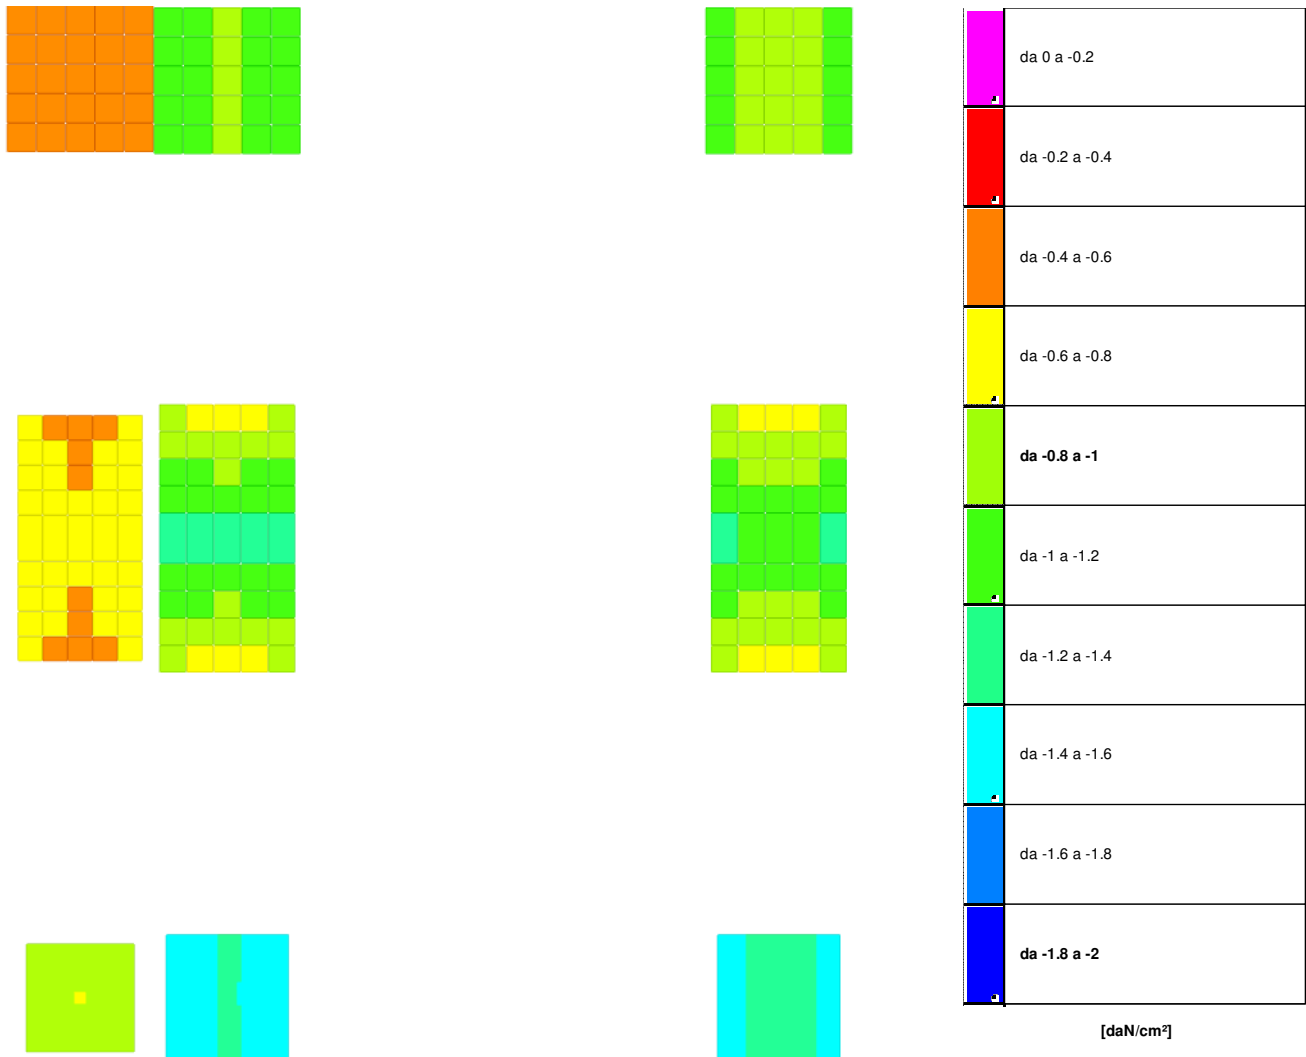 da 0 a -0.2
da -0.2 a -0.4
da -0.4 a -0.6
da -0.6 a -0.8
da -0.8 a -1
da -1 a -1.2
da -1.2 a -1.4
da -1.4 a -1.6
da -1.6 a -1.8
da -1.8 a -2
[daN/cm²]